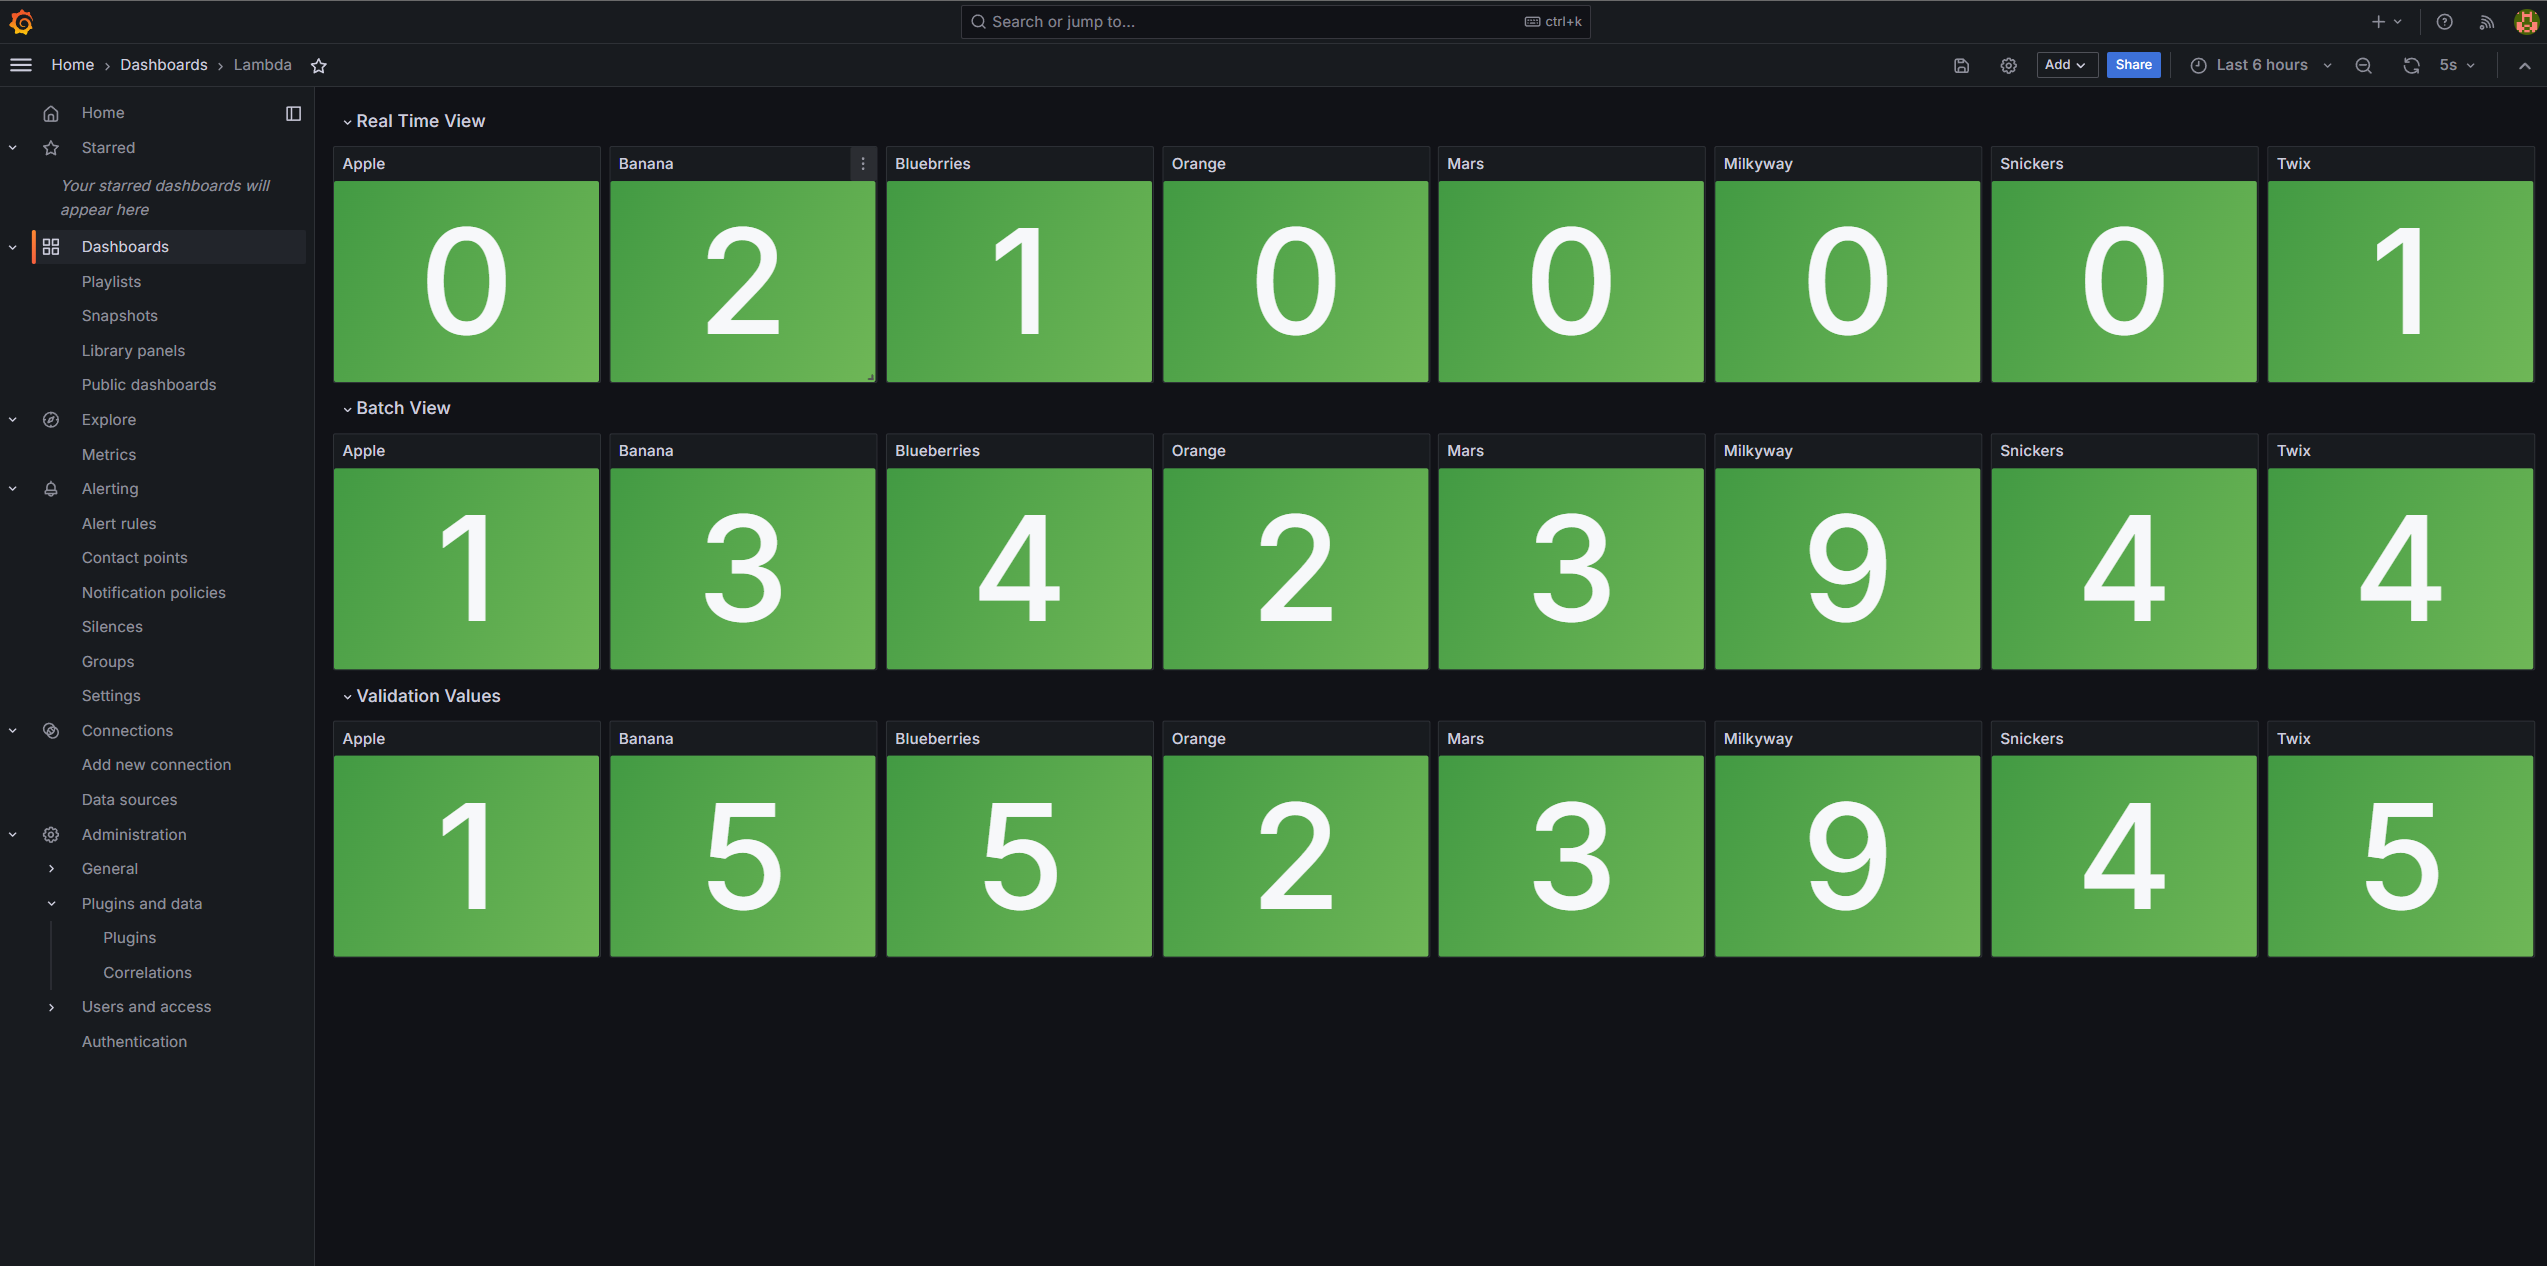 Search or jump to...
ctrl+k
Home
Dashboards
Lambda
Add
Share
Last 6 hours
5s
Home
Starred
Your starred dashboards will
appear here
Dashboards
Playlists
Snapshots
Library panels
Public dashboards
Explore
Metrics
Alerting
Alert rules
Contact points
Notification policies
Silences
Groups
Settings
Connections
Add new connection
Data sources
Administration
General
Plugins and data
Plugins
Correlations
Users and access
Authentication
Real Time View
Apple
0
Banana
2
Bluebrries
1
Orange
0
Mars
0
Milkyway
0
Snickers
0
Twix
1
Batch View
Apple
1
Banana
3
Blueberries
4
Orange
2
Mars
3
Milkyway
9
Snickers
4
Twix
4
Validation Values
Apple
1
Banana
5
Blueberries
5
Orange
2
Mars
3
Milkyway
9
Snickers
4
Twix
5